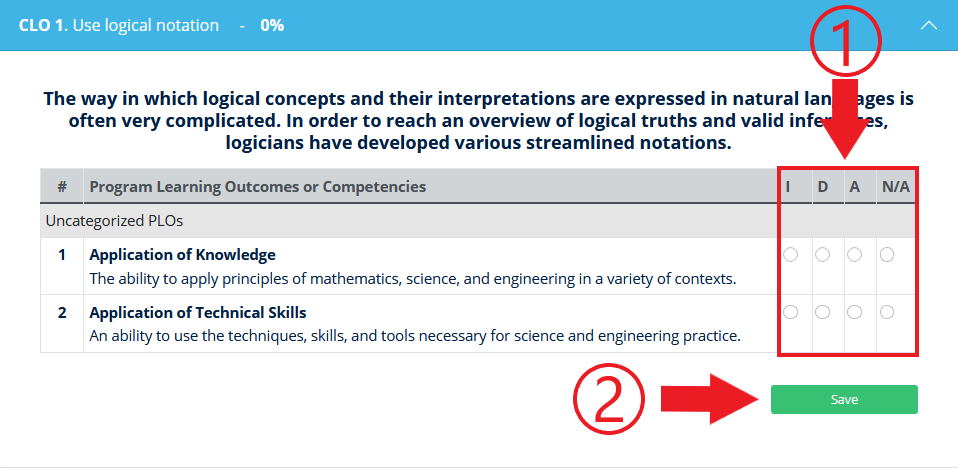 CLO 1. Use logical notation - 0%
1
The way in which logical concepts and their interpretations are expressed in natural lan ages is
often very complicated. In order to reach an overview of logical truths and valid infer es,
logicians have developed various streamlined notations.
# Program Learning Outcomes or Competencies I D A N/A
Uncategorized PLOs
1 Application of Knowledge
The ability to apply principles of mathematics, science, and engineering in a variety of contexts.
2 Application of Technical Skills
An ability to use the techniques, skills, and tools necessary for science and engineering practice.
2 Save